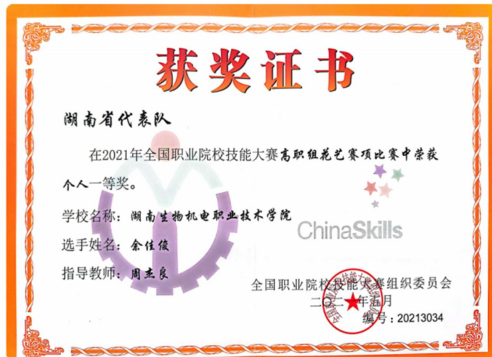 获奖证书
湖南省代表队
在2021年全国职业院校技能大赛高职组花艺赛项比赛中荣获
个人一等奖。
学校名称：湖南生物机电职业技术学院
ChinaSkills
选手姓名：余佳俊
指导教师：周杰良
全国职业院校技能大赛组织委员会
二〇二一年五月
编号：20213034